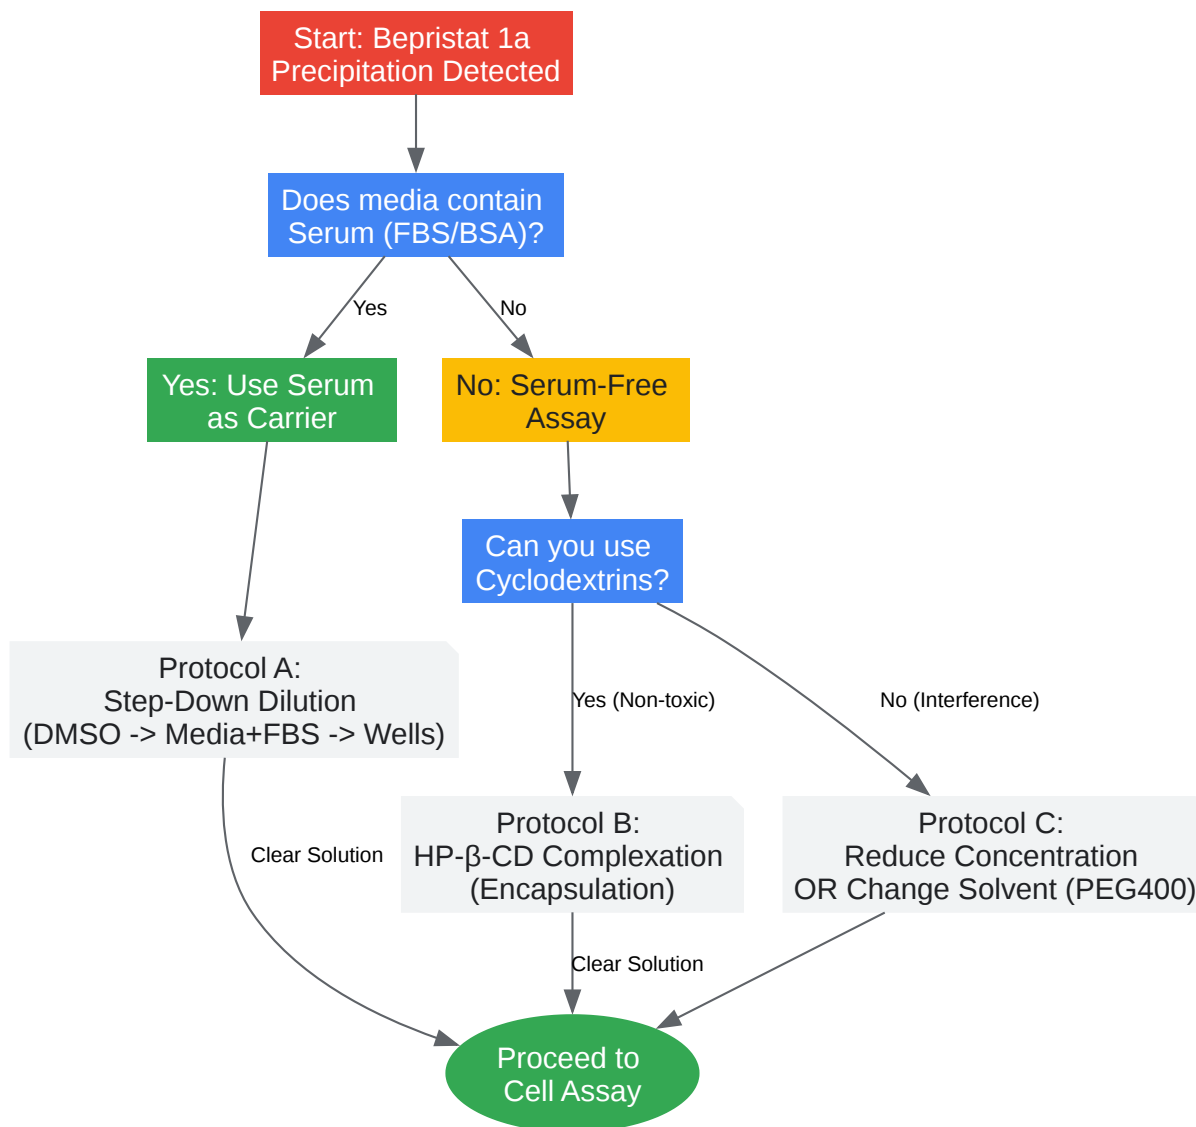 Start: Bepristat 1a
Precipitation Detected
Does media contain
Serum (FBS/BSA)?
Yes
No
Yes: Use Serum
as Carrier
No: Serum-Free
Assay
Can you use
Cyclodextrins?
Protocol A:
Step-Down Dilution
(DMSO -> Media+FBS -> Wells)
Yes (Non-toxic)
No (Interference)
Protocol B:
HP-β-CD Complexation
(Encapsulation)
Protocol C:
Reduce Concentration
OR Change Solvent (PEG400)
Clear Solution
Clear Solution
Proceed to
Cell Assay